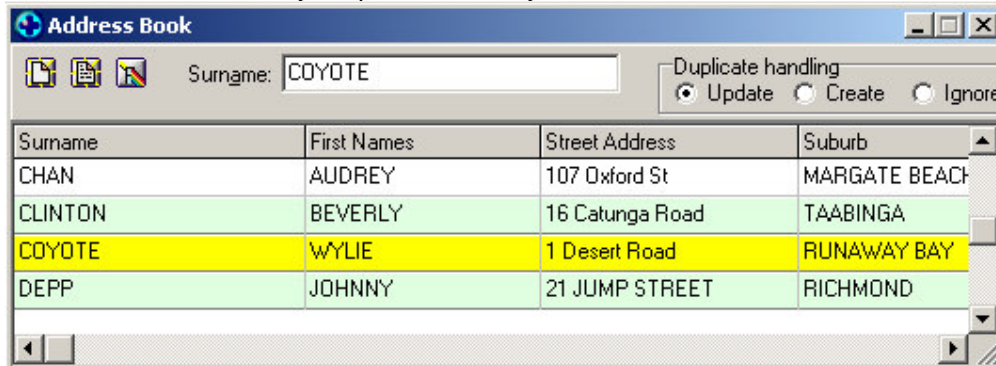 Address Book
Surname: COYOTE
Duplicate handling
Update Create Ignore
Surname First Names Street Address Suburb
CHAN AUDREY 107 Oxford St MARGATE BEACH
CLINTON BEVERLY 16 Catunga Road TAABINGA
COYOTE WYLIE 1 Desert Road RUNAWAY BAY
DEPP JOHNNY 21 JUMP STREET RICHMOND